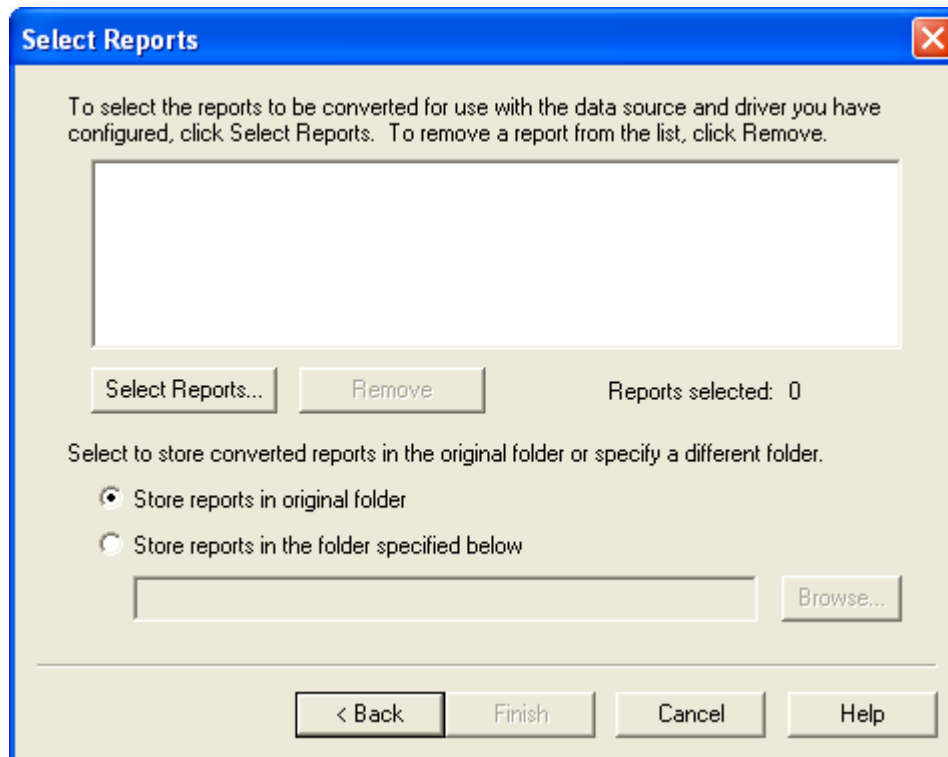 Select Reports
To select the reports to be converted for use with the data source and driver you have
configured, click Select Reports.  To remove a report from the list, click Remove.
Select Reports...
Remove
Reports selected:  0
Select to store converted reports in the original folder or specify a different folder.
Store reports in original folder
Store reports in the folder specified below
Browse...
< Back
Finish
Cancel
Help